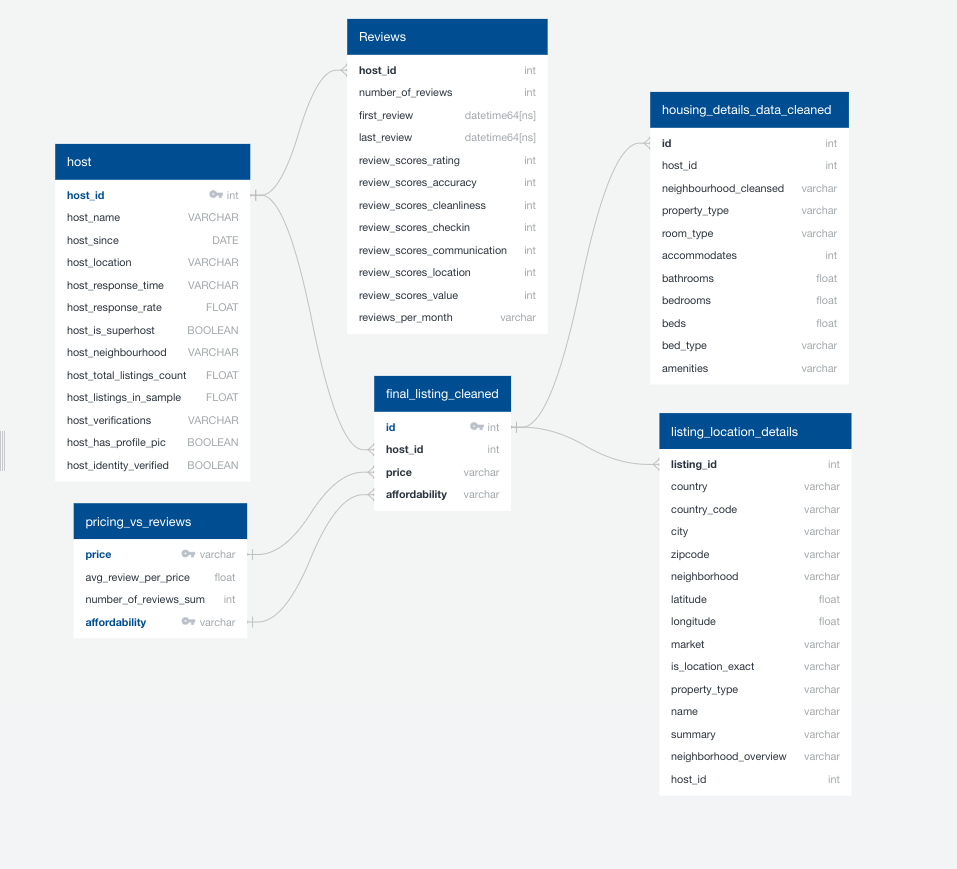 Reviews
host_id int
number_of_reviews int
first_review datetime64[ns]
last_review datetime64[ns]
review_scores_rating int
review_scores_accuracy int
review_scores_cleanliness int
review_scores_checkin int
review_scores_communication int
review_scores_location int
review_scores_value int
reviews_per_month varchar
host
host_id int
host_name VARCHAR
host_since DATE
host_location VARCHAR
host_response_time VARCHAR
host_response_rate FLOAT
host_is_superhost BOOLEAN
host_neighbourhood VARCHAR
host_total_listings_count FLOAT
host_listings_in_sample FLOAT
host_verifications VARCHAR
host_has_profile_pic BOOLEAN
host_identity_verified BOOLEAN
housing_details_data_cleaned
id int
host_id int
neighbourhood_cleansed varchar
property_type varchar
room_type varchar
accommodates int
bathrooms float
bedrooms float
beds float
bed_type varchar
amenities varchar
final_listing_cleaned
id int
host_id int
price varchar
affordability varchar
pricing_vs_reviews
price varchar
avg_review_per_price float
number_of_reviews_sum int
affordability varchar
listing_location_details
listing_id int
country varchar
country_code varchar
city varchar
zipcode varchar
neighborhood varchar
latitude float
longitude float
market varchar
is_location_exact varchar
property_type varchar
name varchar
summary varchar
neighborhood_overview varchar
host_id int